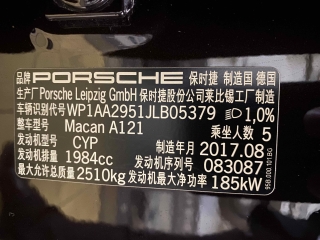 品牌 PORSCHE 保时捷 制造国 德国
生产厂 Porsche Leipzig GmbH 保时捷股份公司莱比锡工厂制造
车辆识别代号 WP1AA2951JLB05379 1,0%
整车型号 Macan A121 乘坐人数 5
发动机型号 CYP 制造年月 2017.08
发动机排量 1984cc 发动机序列号 083087
最大允许总质量 2510kg 发动机最大净功率 185kW
95B.000.101.BG